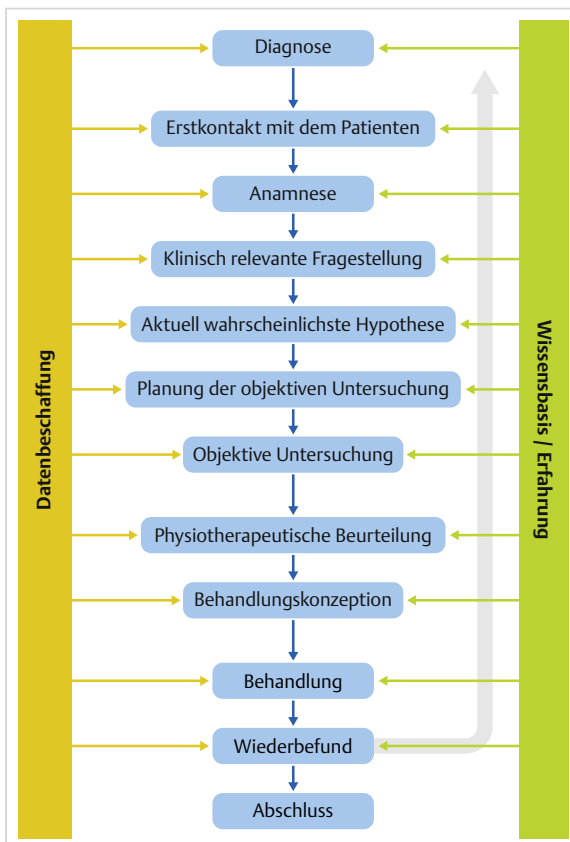 Diagnose
Erstkontakt mit dem Patienten
Anamnese
Klinisch relevante Fragestellung
Aktuell wahrscheinlichste Hypothese
Planung der objektiven Untersuchung
Objektive Untersuchung
Physiotherapeutische Beurteilung
Behandlungskonzeption
Behandlung
Wiederbefund
Abschluss
Datenbeschaffung
Wissensbasis / Erfahrung